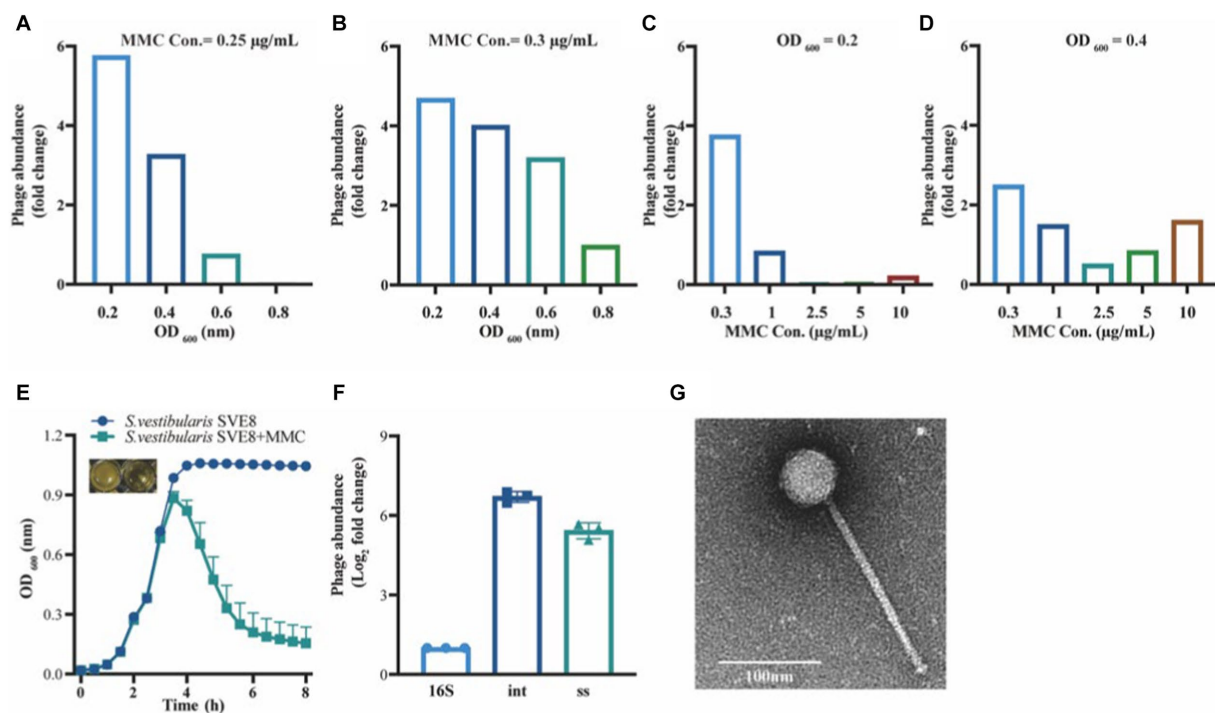 A
MMC Con.= 0.25 µg/mL
Phage abundance
(fold change)
6
4
2
0
0.2 0.4 0.6 0.8
OD 600 (nm)
B
MMC Con.= 0.3 µg/mL
Phage abundance
(fold change)
6
4
2
0
0.2 0.4 0.6 0.8
OD 600 (nm)
C
OD 600 = 0.2
Phage abundance
(fold change)
6
4
2
0
0.3 1 2.5 5 10
MMC Con. (µg/mL)
D
OD 600 = 0.4
Phage abundance
(fold change)
6
4
2
0
0.3 1 2.5 5 10
MMC Con. (µg/mL)
E
S.vestibularis SVE8
S.vestibularis SVE8+MMC
OD 600 (nm)
1.2
0.9
0.6
0.3
0.0
0 2 4 6 8
Time (h)
F
Phage abundance
(Log2 fold change)
9
6
3
0
16S int ss
G
100nm